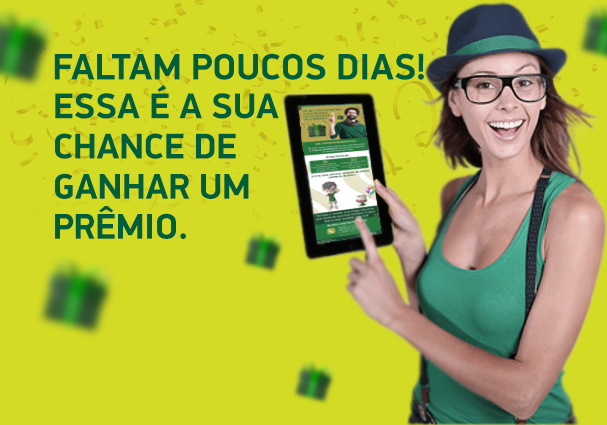 FALTAM POUCOS DIAS!
ESSA É A SUA
CHANCE DE
GANHAR UM
PRÊMIO.